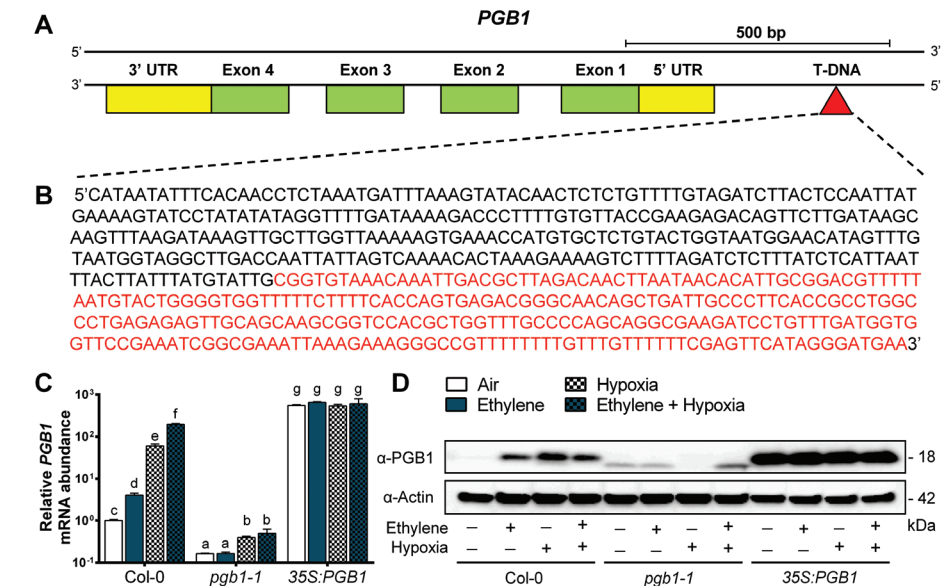 A
PGB1
500 bp
5' 3'
3' UTR Exon 4 Exon 3 Exon 2 Exon 1 5' UTR T-DNA
3' 5'
B
5'CATAATATTTCACAACCTCTAAATGATTTAAAGTATACAACTCTCTGTTTTGTAGATCTTACTCCAATTAT
GAAAAGTATCCTATATATAGGTTTTGATAAAAGACCCTTTTGTGTTACCGAAGAGACAGTTCTTGATAAGC
AAGTTTAAGATAAAGTTGCTTGGTTAAAAAGTGAAACCATGTGCTCTGTACTGGTAATGGAACATAGTTTG
TAATGGTAGGCTTGACCAATTATTAGTCAAAACACTAAAGAAAAGTCTTTTAGATCTCTTTATCTCATTAAT
TTACTTATTTATGTATTGCGGTGTAAACAAATTGACGCTTAGACAACTTAATAACACATTGCGGACGTTTTT
AATGTACTGGGGTGGTTTTTCTTTTCACCAGTGAGACGGGCAACAGCTGATTGCCCTTCACCGCCTGGC
CCTGAGAGAGTTGCAGCAAGCGGTCCACGCTGGTTTGCCCCAGCAGGCGAAGATCCTGTTTGATGGTG
GTTCCGAAATCGGCGAAATTAAAGAAAGGGCCGTTTTTTTTTGTTTGTTTTTTCGAGTTCATAGGGATGAA3'
C
Relative PGB1
mRNA abundance
10³
10²
10¹
10⁰
10⁻¹
c d e f a a b b g g g g
Col-0 pgb1-1 35S:PGB1
D
Air Hypoxia
Ethylene Ethylene + Hypoxia
α-PGB1 - 18
α-Actin - 42
kDa
Ethylene – + – + – + – + – + – +
Hypoxia – – + + – – + + – – + +
Col-0 pgb1-1 35S:PGB1